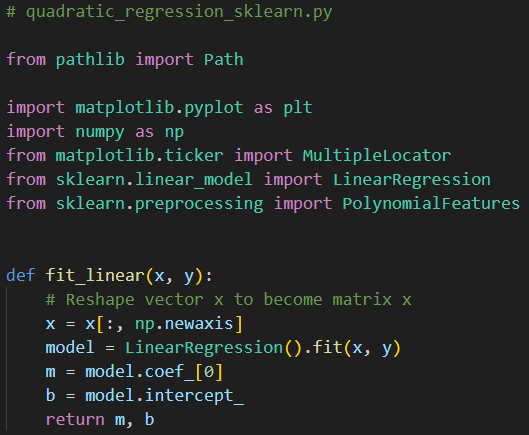 # quadratic_regression_sklearn.py

from pathlib import Path

import matplotlib.pyplot as plt
import numpy as np
from matplotlib.ticker import MultipleLocator
from sklearn.linear_model import LinearRegression
from sklearn.preprocessing import PolynomialFeatures


def fit_linear(x, y):
    # Reshape vector x to become matrix x
    x = x[:, np.newaxis]
    model = LinearRegression().fit(x, y)
    m = model.coef_[0]
    b = model.intercept_
    return m, b